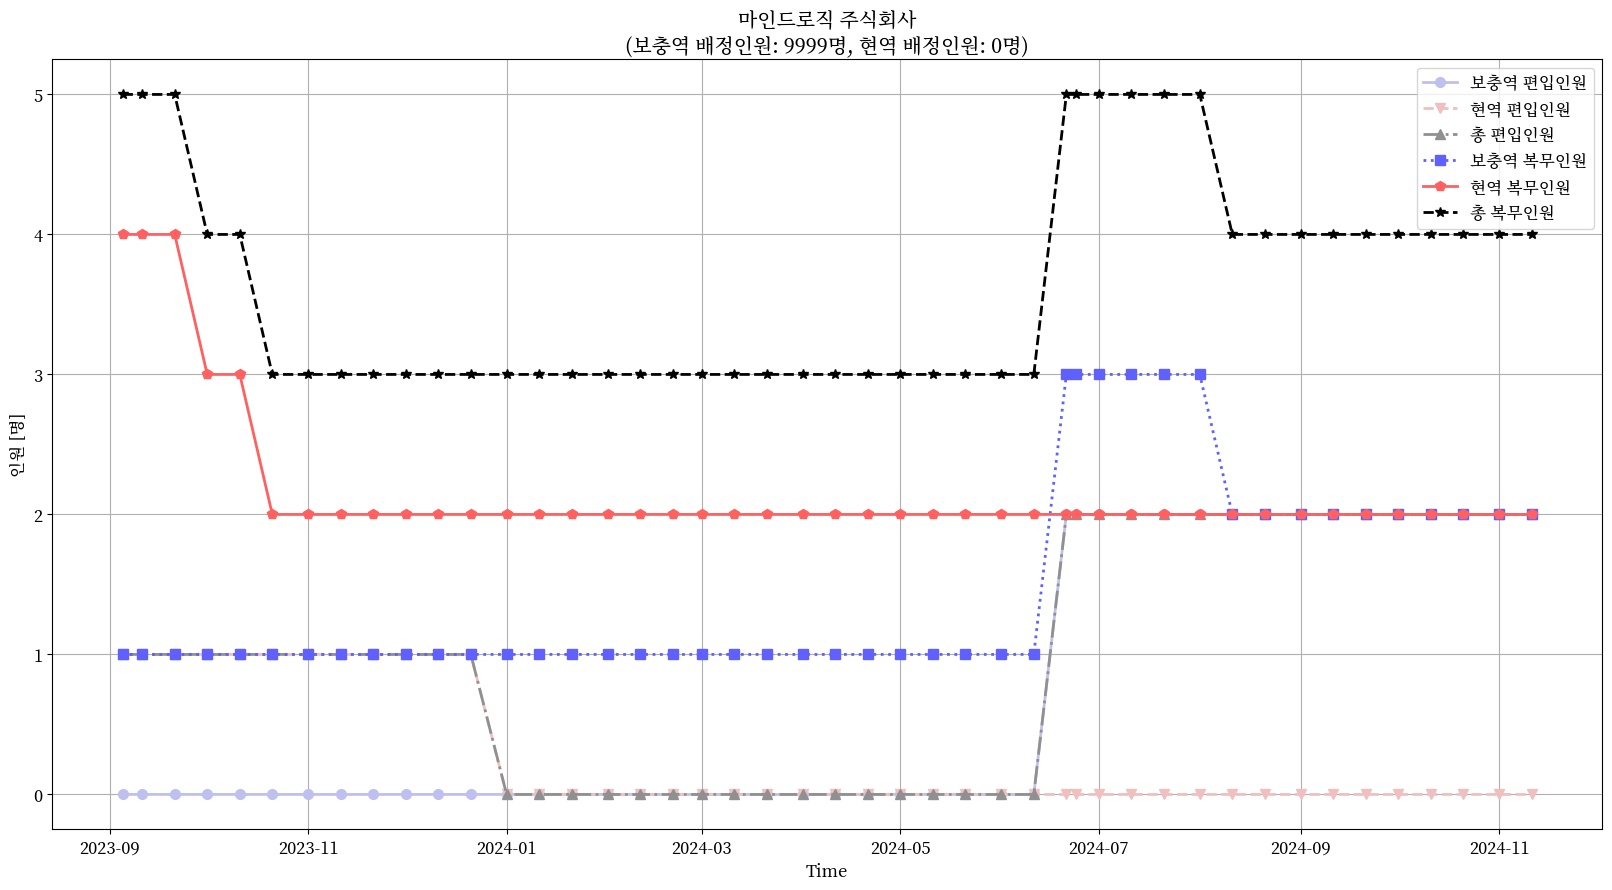 마인드로직 주식회사
(보충역 배정인원: 9999명, 현역 배정인원: 0명)
보충역 편입인원
현역 편입인원
총 편입인원
보충역 복무인원
현역 복무인원
총 복무인원
인원 [명]
5
4
3
2
1
0
2023-09
2023-11
2024-01
2024-03
2024-05
2024-07
2024-09
2024-11
Time